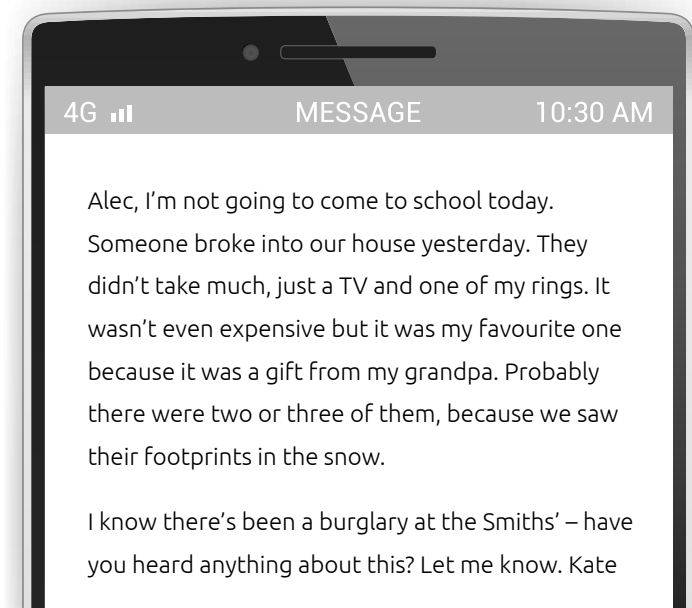 4G MESSAGE 10:30 AM
Alec, I’m not going to come to school today.
Someone broke into our house yesterday. They
didn’t take much, just a TV and one of my rings. It
wasn’t even expensive but it was my favourite one
because it was a gift from my grandpa. Probably
there were two or three of them, because we saw
their footprints in the snow.
I know there’s been a burglary at the Smiths’ – have
you heard anything about this? Let me know. Kate